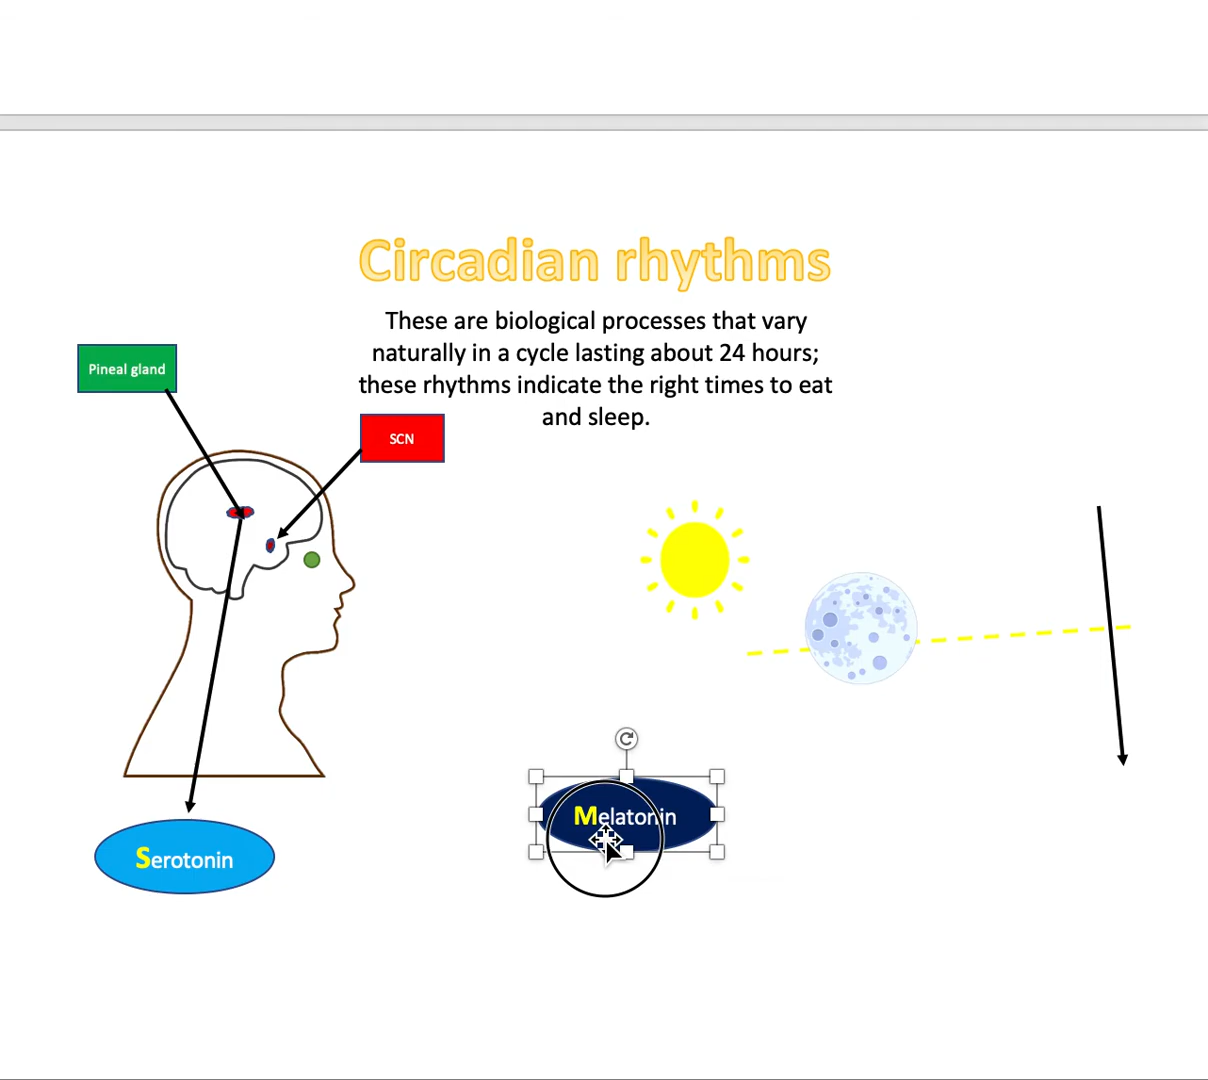 Circadian rhythms
These are biological processes that vary
naturally in a cycle lasting about 24 hours;
these rhythms indicate the right times to eat
and sleep.
Pineal gland
SCN
Melatonin
Serotonin